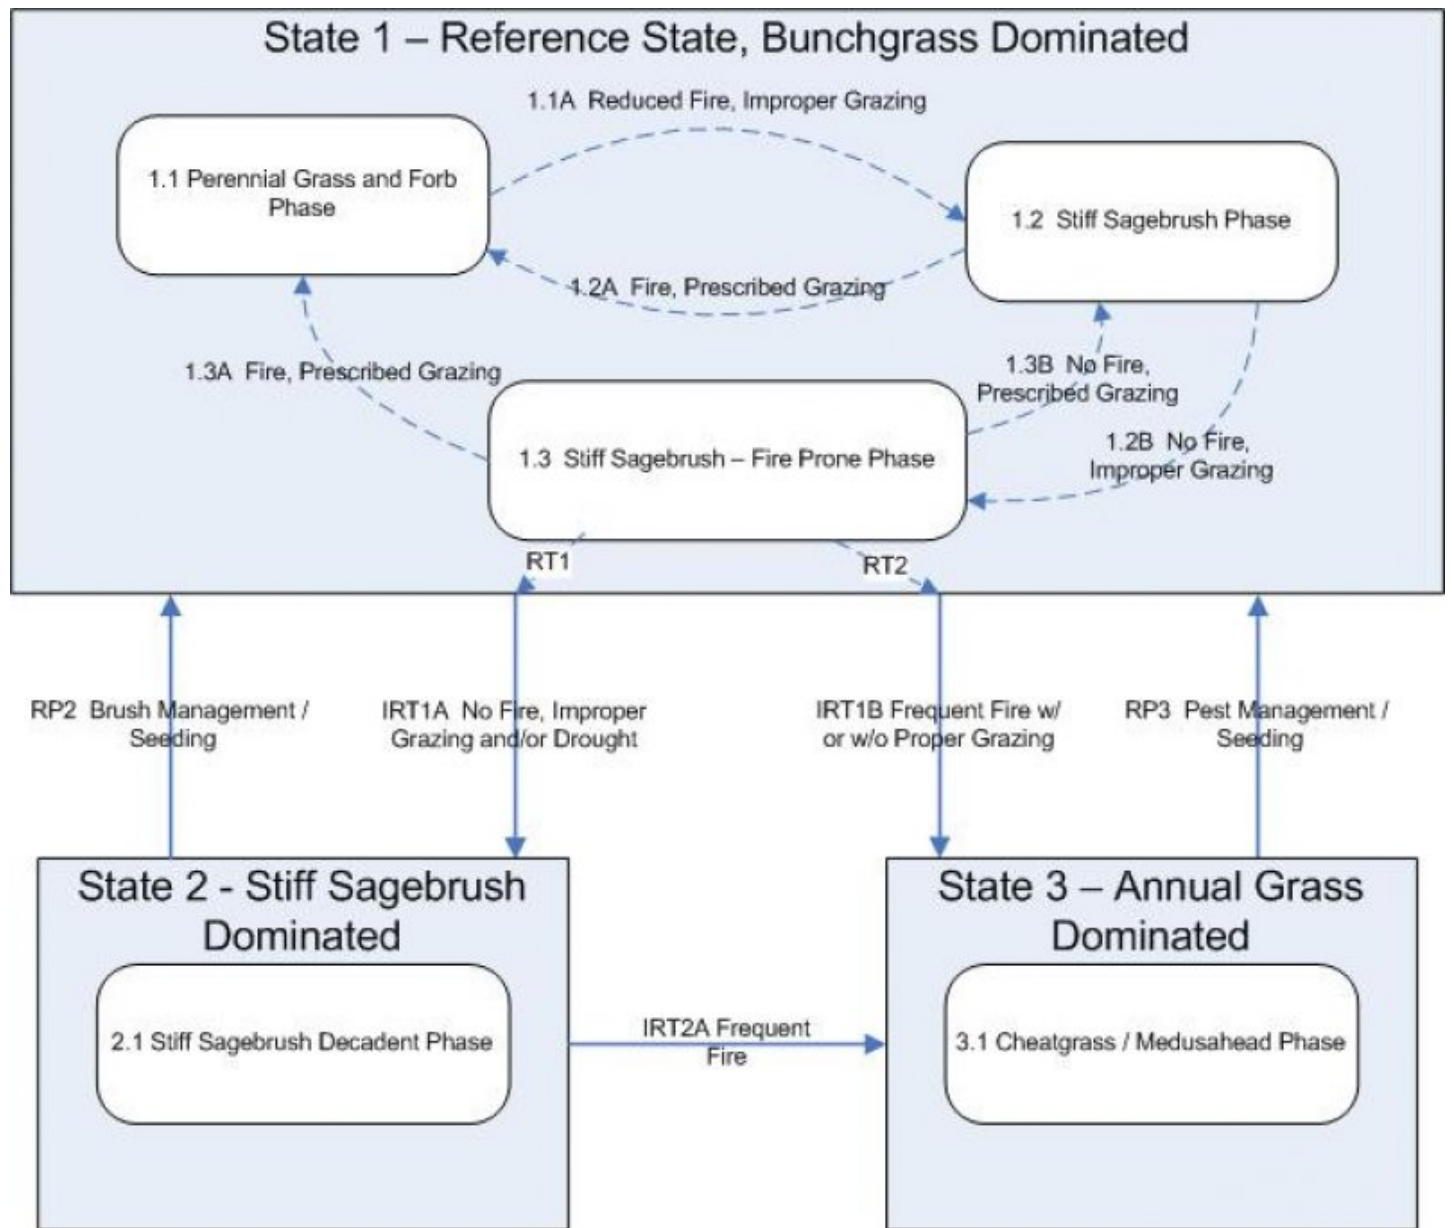 State 1 – Reference State, Bunchgrass Dominated
1.1A Reduced Fire, Improper Grazing
1.1 Perennial Grass and Forb
Phase
1.2 Stiff Sagebrush Phase
1.2A Fire, Prescribed Grazing
1.3A Fire, Prescribed Grazing
1.3B No Fire,
Prescribed Grazing
1.2B No Fire,
Improper Grazing
1.3 Stiff Sagebrush – Fire Prone Phase
RT1
RT2
RP2 Brush Management /
Seeding
IRT1A No Fire, Improper
Grazing and/or Drought
IRT1B Frequent Fire w/
or w/o Proper Grazing
RP3 Pest Management /
Seeding
State 2 - Stiff Sagebrush
Dominated
2.1 Stiff Sagebrush Decadent Phase
IRT2A Frequent
Fire
State 3 – Annual Grass
Dominated
3.1 Cheatgrass / Medusahead Phase